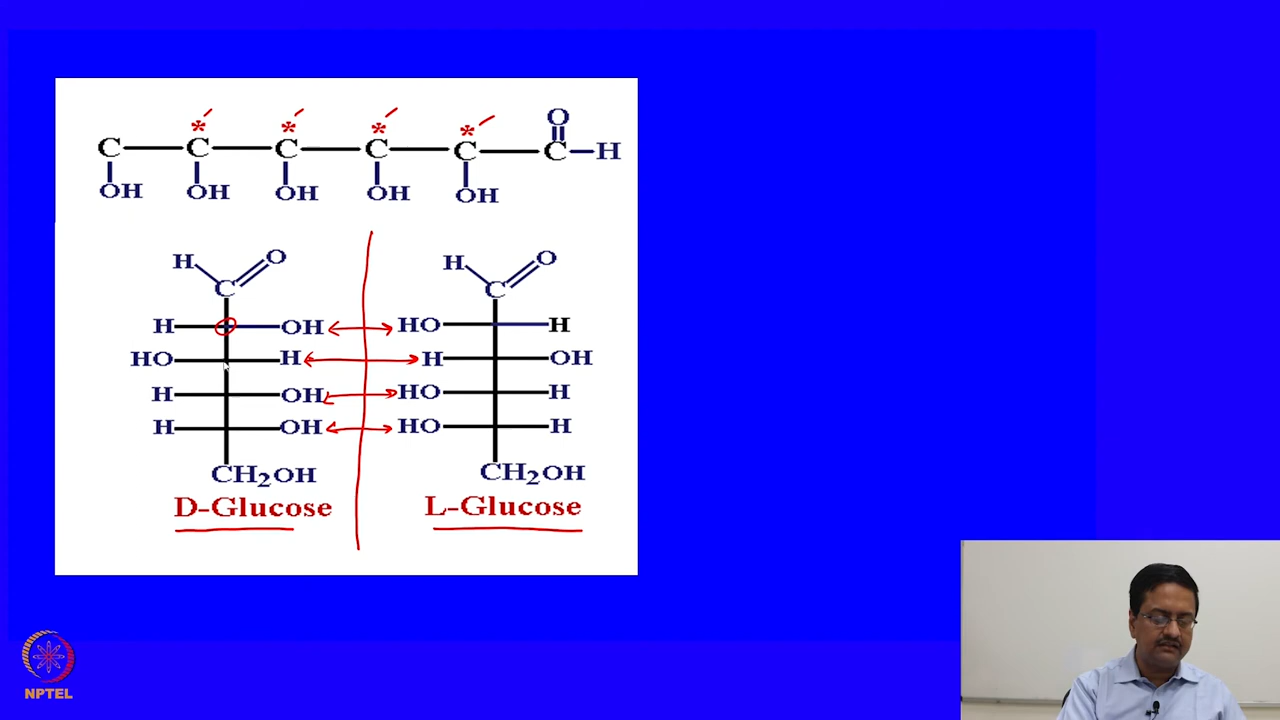 * * * * O
C C C C C C H
OH OH OH OH OH
H O H O
C C
H OH HO H
HO H H OH
H OH HO H
H OH HO H
CH2OH CH2OH
D-Glucose L-Glucose
NPTEL